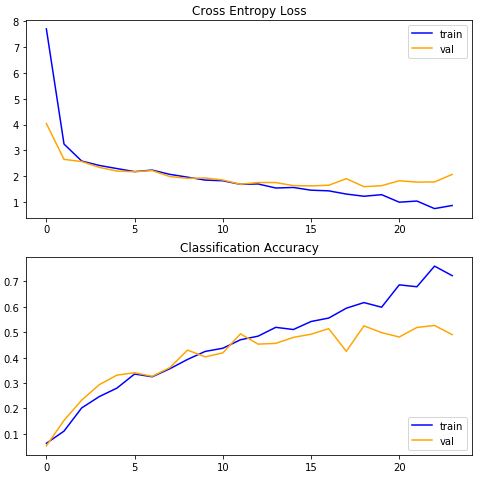 Cross Entropy Loss
8
7
6
5
4
3
2
1
train
val
0 5 10 15 20
Classification Accuracy
0.7
0.6
0.5
0.4
0.3
0.2
0.1
train
val
0 5 10 15 20